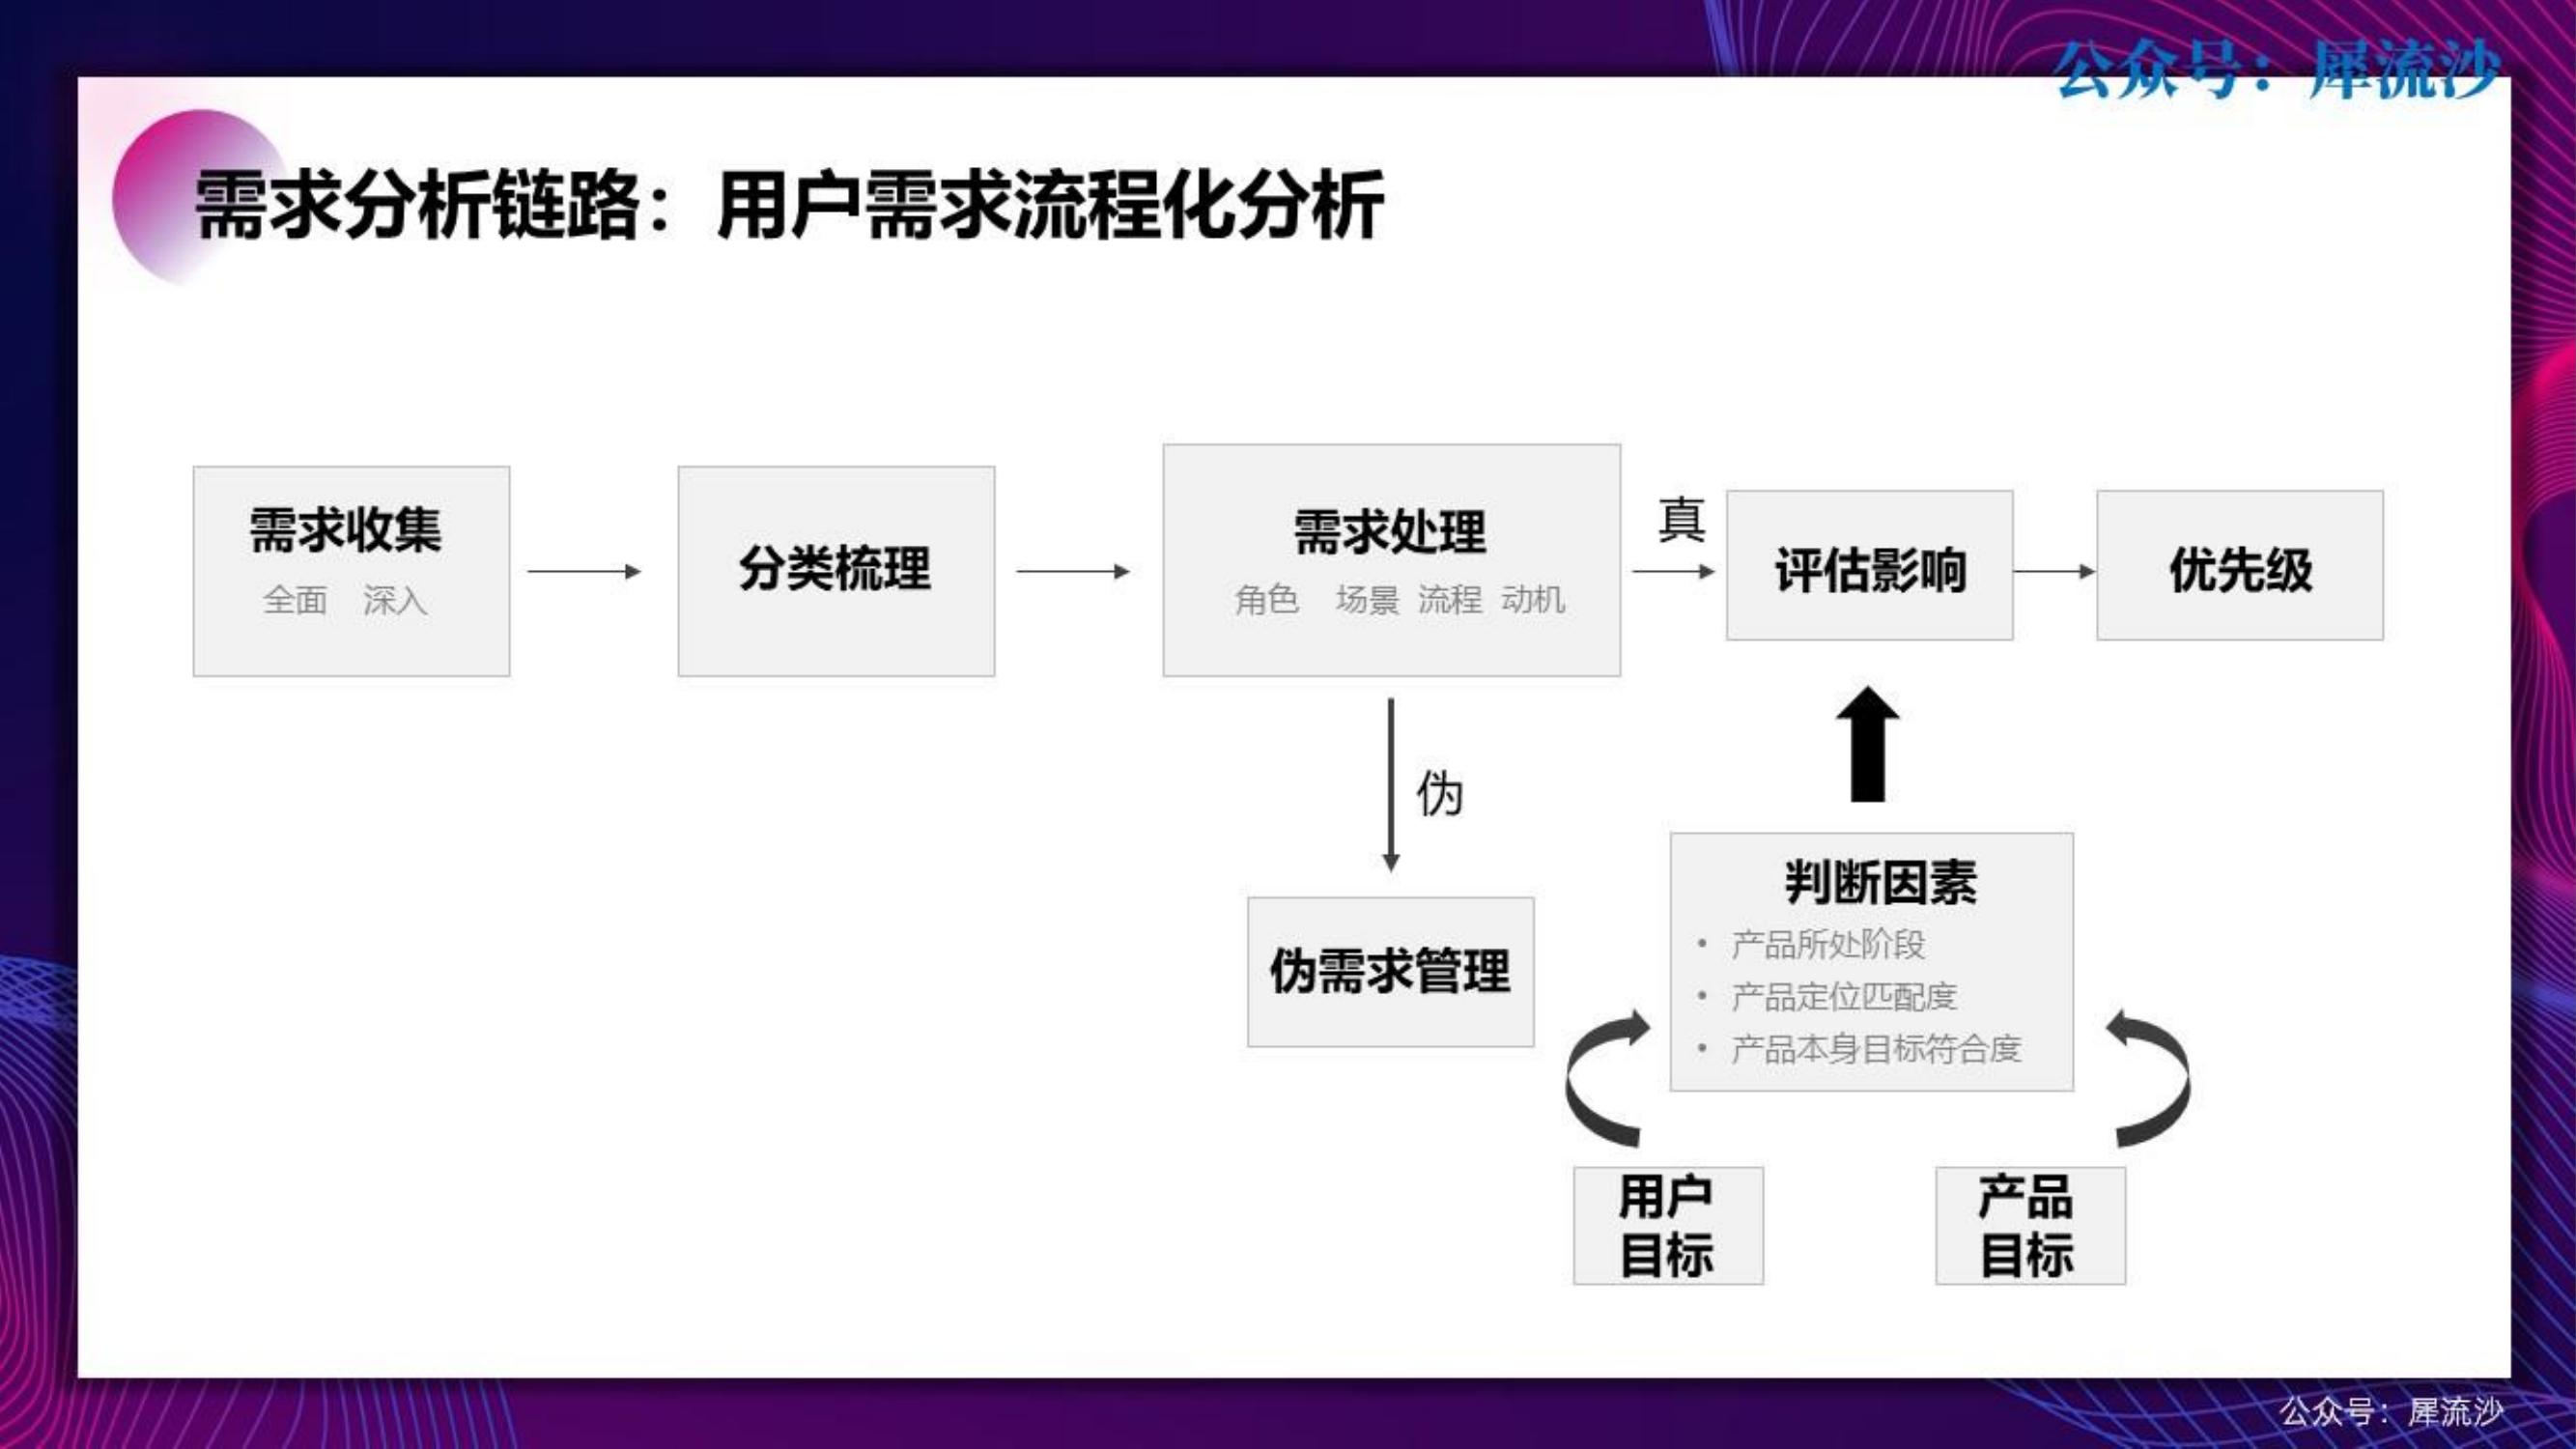 公众号：犀流沙
需求分析链路：用户需求流程化分析
需求收集
全面 深入
分类梳理
需求处理
角色 场景 流程 动机
真
评估影响
优先级
伪
伪需求管理
判断因素
• 产品所处阶段
• 产品定位匹配度
• 产品本身目标符合度
用户
目标
产品
目标
公众号：犀流沙